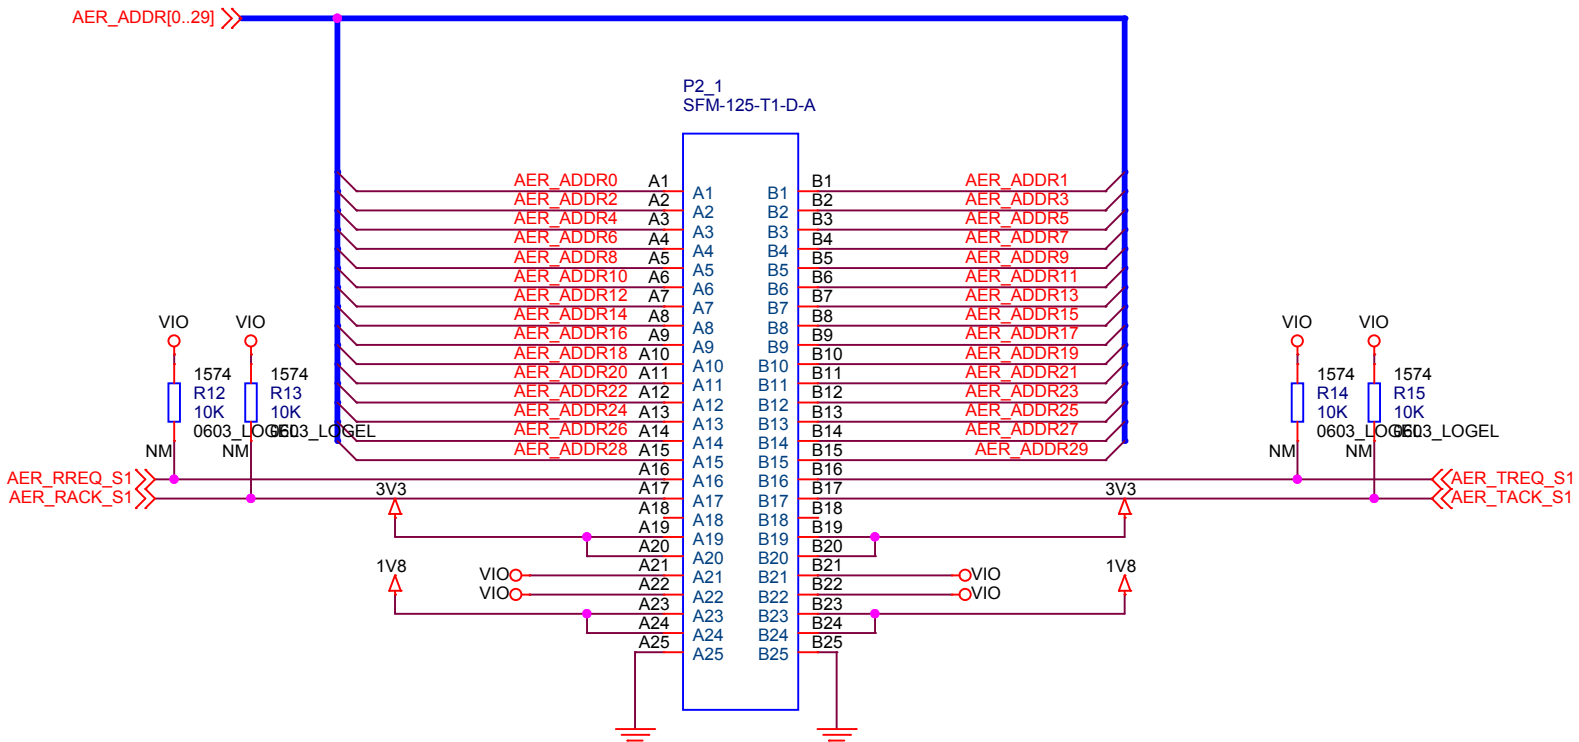 AER_ADDR[0..29]
P2_1
SFM-125-T1-D-A
AER_ADDR0 A1 A1 B1 B1 AER_ADDR1
AER_ADDR2 A2 A2 B2 B2 AER_ADDR3
AER_ADDR4 A3 A3 B3 B3 AER_ADDR5
AER_ADDR6 A4 A4 B4 B4 AER_ADDR7
AER_ADDR8 A5 A5 B5 B5 AER_ADDR9
AER_ADDR10 A6 A6 B6 B6 AER_ADDR11
AER_ADDR12 A7 A7 B7 B7 AER_ADDR13
AER_ADDR14 A8 A8 B8 B8 AER_ADDR15
AER_ADDR16 A9 A9 B9 B9 AER_ADDR17
AER_ADDR18 A10 A10 B10 B10 AER_ADDR19
AER_ADDR20 A11 A11 B11 B11 AER_ADDR21
AER_ADDR22 A12 A12 B12 B12 AER_ADDR23
AER_ADDR24 A13 A13 B13 B13 AER_ADDR25
AER_ADDR26 A14 A14 B14 B14 AER_ADDR27
AER_ADDR28 A15 A15 B15 B15 AER_ADDR29
A16 A16 B16 B16
A17 A17 B17 B17
A18 A18 B18 B18
A19 A19 B19 B19
A20 A20 B20 B20
VIO A21 A21 B21 B21 VIO
VIO A22 A22 B22 B22 VIO
A23 A23 B23 B23
A24 A24 B24 B24
A25 A25 B25 B25
VIO VIO
1574 1574
R12 R13
10K 10K
0603_LOGEL 0603_LOGEL
NM NM
AER_RREQ_S1
AER_RACK_S1
3V3
1V8
VIO VIO
1574 1574
R14 R15
10K 10K
0603_LOGEL 0603_LOGEL
NM NM
AER_TREQ_S1
AER_TACK_S1
3V3
1V8